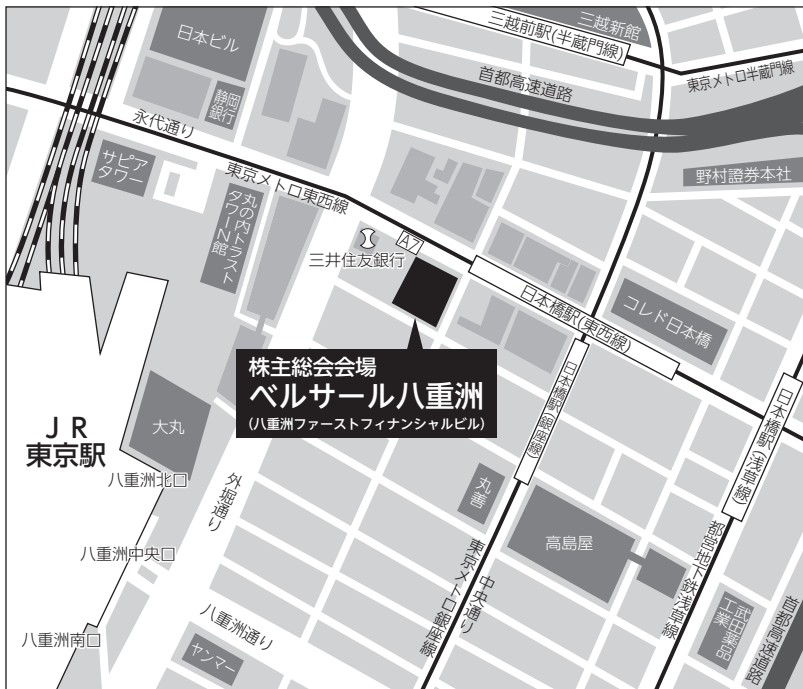 三越新館
三越前駅(半蔵門線)
日本ビル
首都高速道路
東京メトロ半蔵門線
静岡
銀行
永代通り
サピア
タワー
東京メトロ東西線
野村證券本社
丸の内トラスト
タワーN館
A7
三井住友銀行
日本橋駅(東西線)
コレド日本橋
株主総会会場
ベルサール八重洲
(八重洲ファーストフィナンシャルビル)
日本橋駅(銀座線)
日本橋駅(浅草線)
JR
東京駅
大丸
八重洲北口
外堀通り
丸善
高島屋
八重洲中央口
中央通り
東京メトロ銀座線
都営地下鉄浅草線
武田薬品
工業
首都高速道路
八重洲通り
八重洲南口
ヤンマー